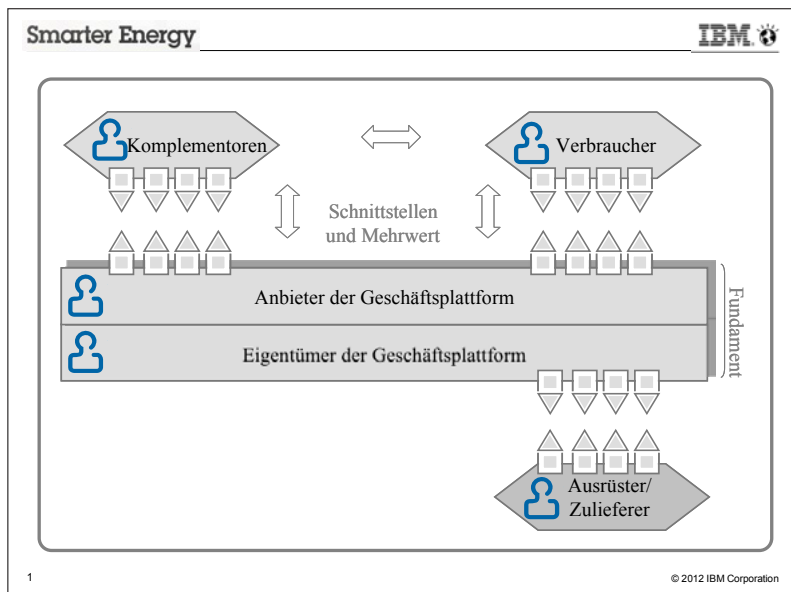 Smarter Energy
IBM
Komplementoren
Verbraucher
Schnittstellen
und Mehrwert
Anbieter der Geschäftsplattform
Eigentümer der Geschäftsplattform
Fundament
Ausrüster/
Zulieferer
1
© 2012 IBM Corporation